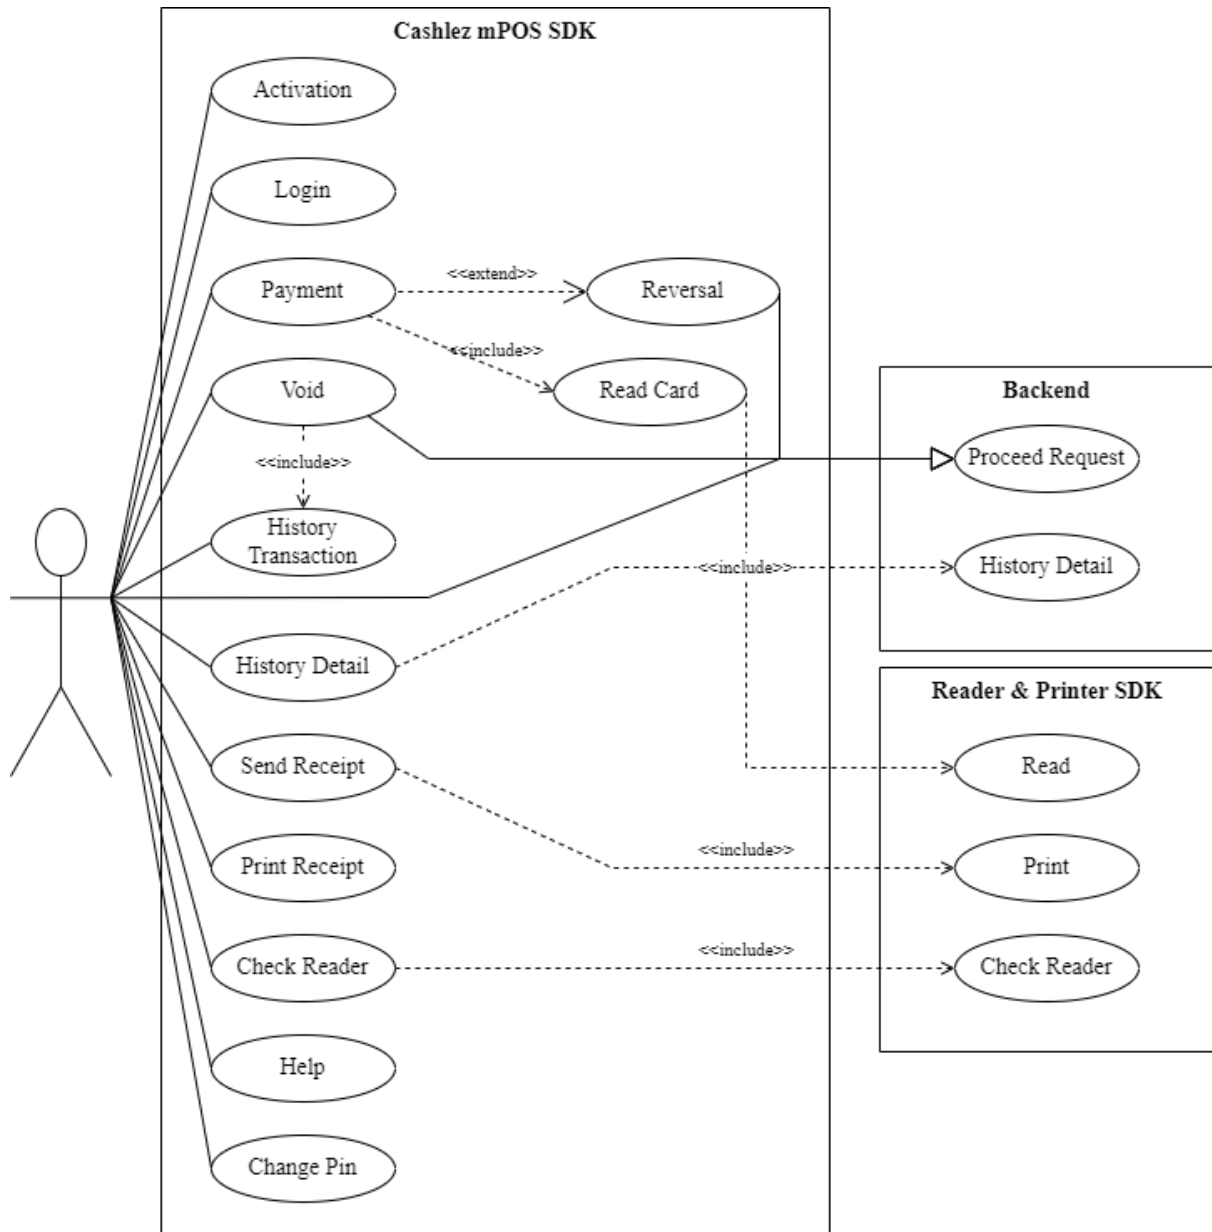 Cashlez mPOS SDK
Activation
Login
Payment
<<extend>>
Reversal
<<include>>
Void
Read Card
<<include>>
History
Transaction
History Detail
Send Receipt
Print Receipt
Check Reader
Help
Change Pin
Backend
Proceed Request
<<include>>
History Detail
Reader & Printer SDK
Read
<<include>>
Print
<<include>>
Check Reader